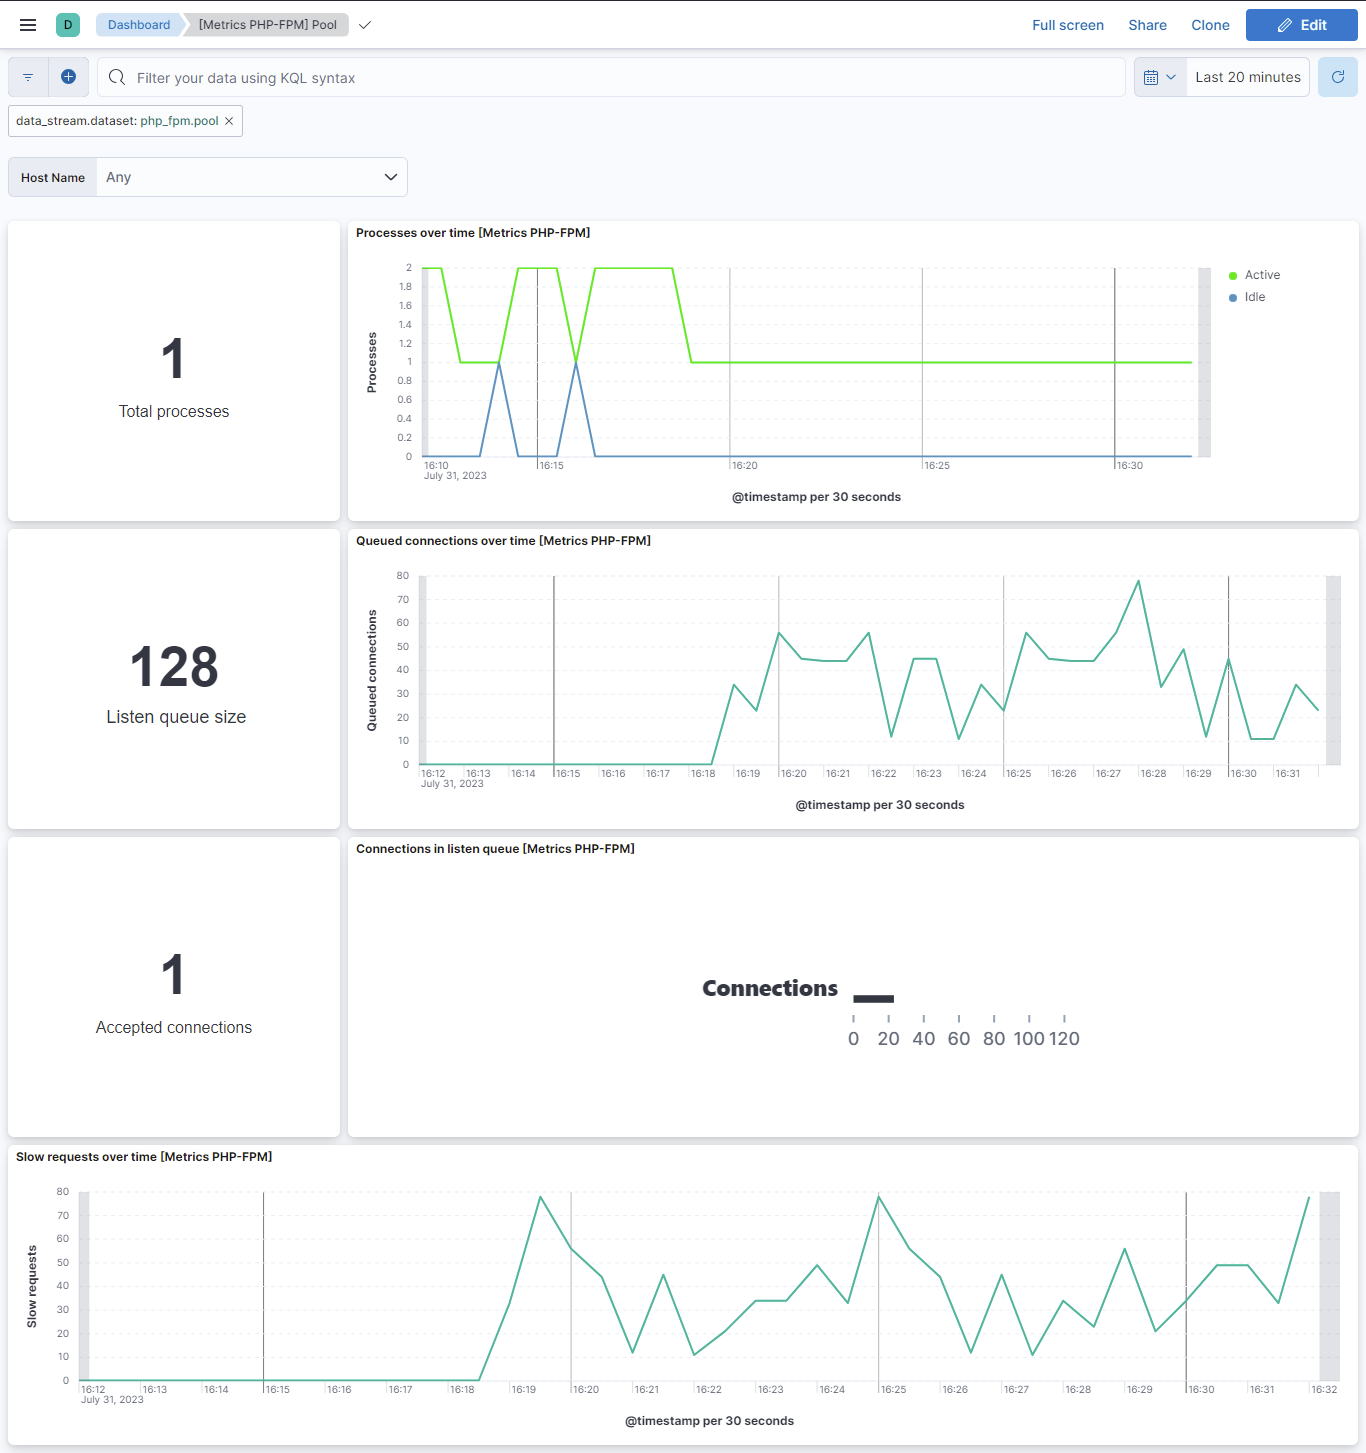 D Dashboard [Metrics PHP-FPM] Pool Full screen Share Clone Edit
Filter your data using KQL syntax Last 20 minutes
data_stream.dataset: php_fpm.pool ×
Host Name Any
1
Total processes
Processes over time [Metrics PHP-FPM]
Processes
2
1.8
1.6
1.4
1.2
1
0.8
0.6
0.4
0.2
0
16:10 16:15 16:20 16:25 16:30
July 31, 2023
@timestamp per 30 seconds
Active
Idle
128
Listen queue size
Queued connections over time [Metrics PHP-FPM]
Queued connections
80
70
60
50
40
30
20
10
0
16:12 16:13 16:14 16:15 16:16 16:17 16:18 16:19 16:20 16:21 16:22 16:23 16:24 16:25 16:26 16:27 16:28 16:29 16:30 16:31
July 31, 2023
@timestamp per 30 seconds
1
Accepted connections
Connections in listen queue [Metrics PHP-FPM]
Connections
0 20 40 60 80 100 120
Slow requests over time [Metrics PHP-FPM]
Slow requests
80
70
60
50
40
30
20
10
0
16:12 16:13 16:14 16:15 16:16 16:17 16:18 16:19 16:20 16:21 16:22 16:23 16:24 16:25 16:26 16:27 16:28 16:29 16:30 16:31 16:32
July 31, 2023
@timestamp per 30 seconds